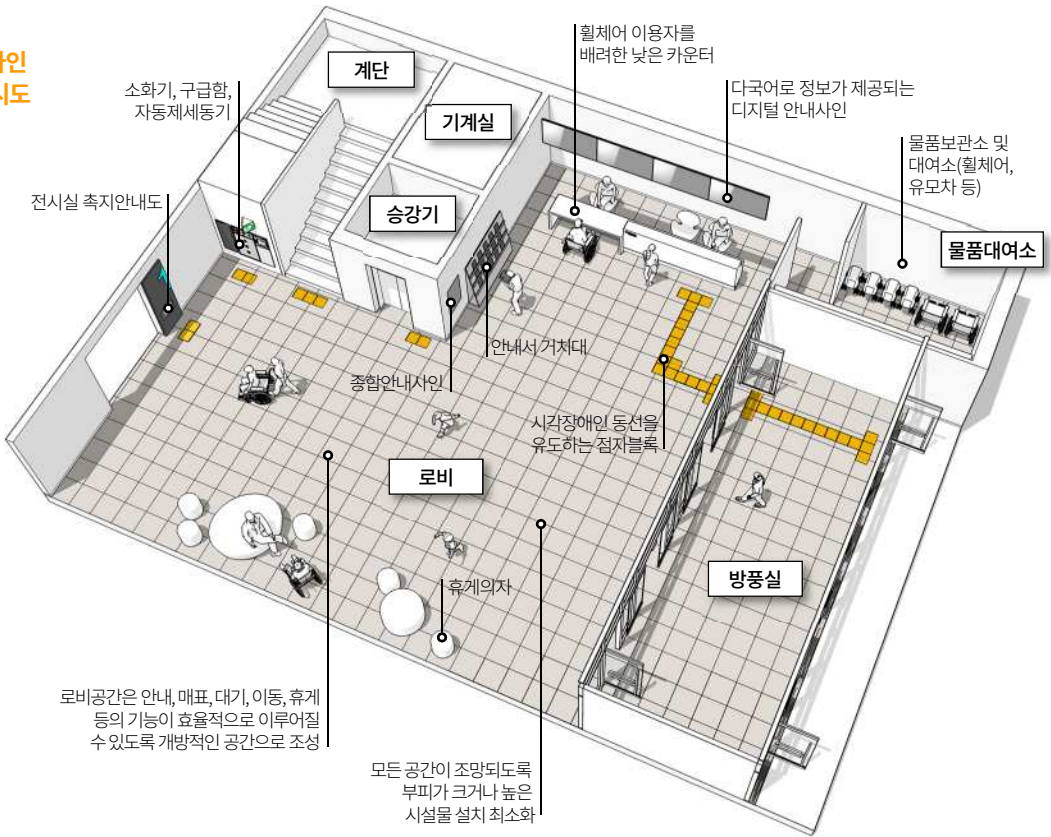 인
시도
계단
소화기, 구급함,
자동제세동기
기계실
휠체어 이용자를
배려한 낮은 카운터
다국어로 정보가 제공되는
디지털 안내사인
물품보관소 및
대여소(휠체어,
유모차 등)
전시실 촉지안내도
승강기
물품대여소
안내서 거치대
종합안내사인
시각장애인 동선을
유도하는 점자블록
로비
방풍실
휴게의자
로비공간은 안내, 매표, 대기, 이동, 휴게
등의 기능이 효율적으로 이루어질
수 있도록 개방적인 공간으로 조성
모든 공간이 조망되도록
부피가 크거나 높은
시설물 설치 최소화